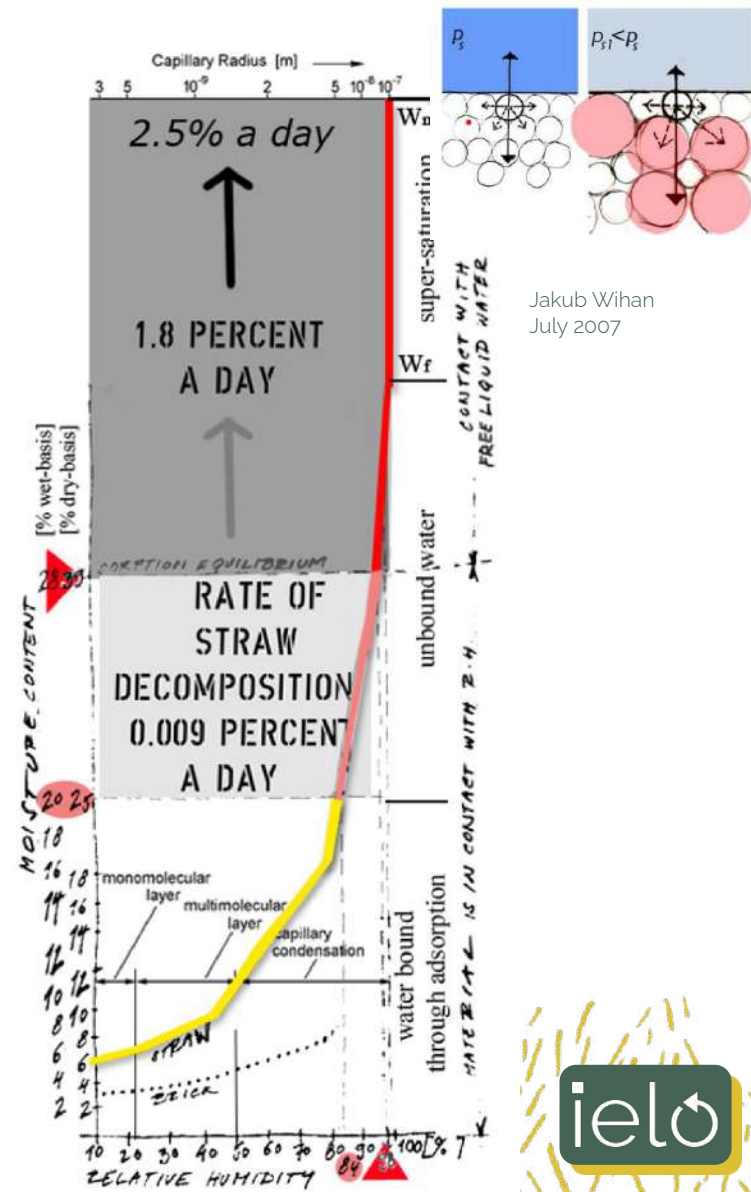 Capillary Radius [m]
3 5 10⁻⁹ 2 5 10⁻⁸ 10⁻⁷
2.5% a day
1.8 PERCENT
A DAY
SORPTION EQUILIBRIUM
RATE OF
STRAW
DECOMPOSITION
0.009 PERCENT
A DAY
[% wet-basis]
[% dry-basis]
MOISTURE CONTENT
20 25
18
16 18
14 16
12 14
10 12
8 10
6 8
4 6
2 4
2
monomolecular
layer
multimolecular
layer
capillary
condensation
STRAW
BRICK
10 20 30 40 50 60 70 80 90 100 [%]
84
RELATIVE HUMIDITY
super-saturation
Wf
unbound water
water bound
through adsorption
CONTACT WITH
FREE LIQUID WATER
MATERIAL IS IN CONTACT WITH R.H.
pₛ
pₛ₁<pₛ
Jakub Wihan
July 2007
ielo